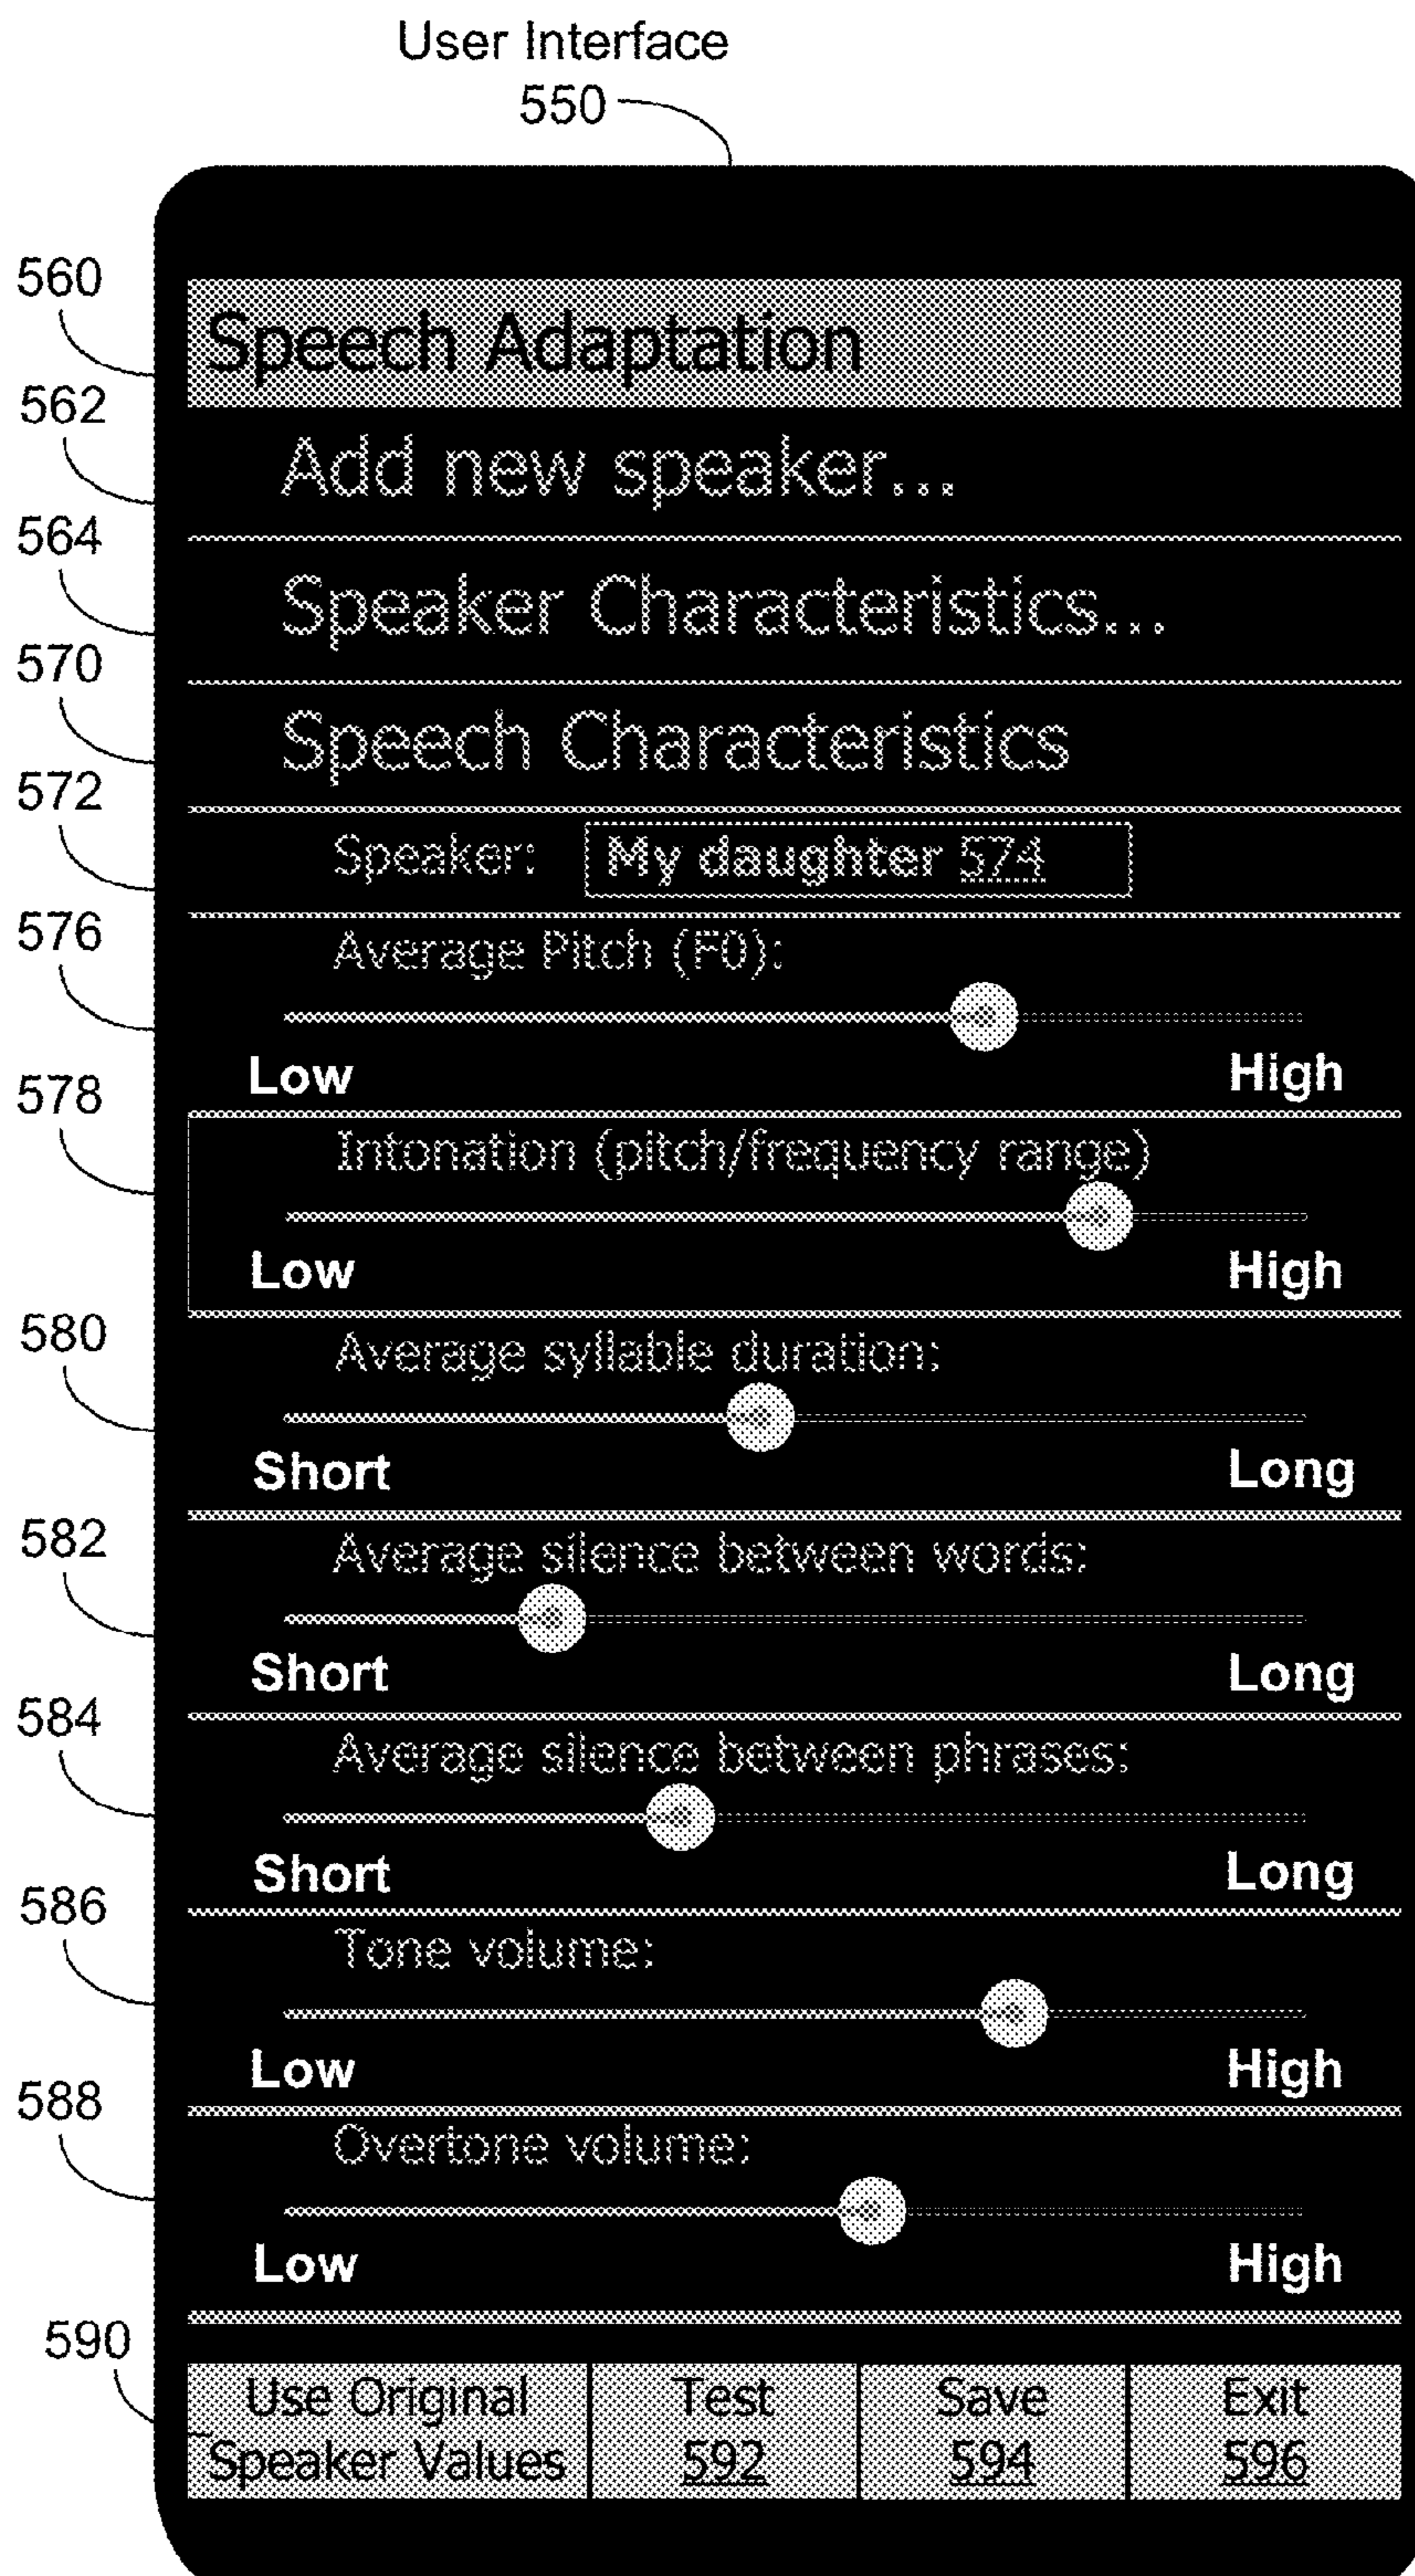 User Interface
550
560
Speech Adaptation
562
Add new speaker...
564
Speaker Characteristics...
570
Speech Characteristics
572
Speaker: My daughter 574
576
Average Pitch (F0):
Low High
578
Intonation (pitch/frequency range)
Low High
580
Average syllable duration:
Short Long
582
Average silence between words:
Short Long
584
Average silence between phrases:
Short Long
586
Tone volume:
Low High
588
Overtone volume:
Low High
590
Use Original Test Save Exit
Speaker Values 592 594 596